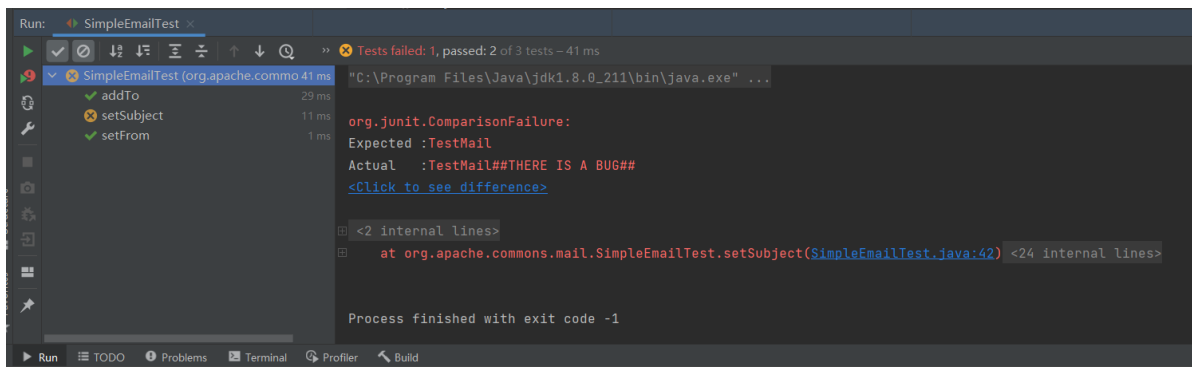 Run: SimpleEmailTest ×
» Tests failed: 1, passed: 2 of 3 tests – 41 ms
SimpleEmailTest (org.apache.commo 41 ms
addTo 29 ms
setSubject 11 ms
setFrom 1 ms
"C:\Program Files\Java\jdk1.8.0_211\bin\java.exe" ...
org.junit.ComparisonFailure:
Expected :TestMail
Actual   :TestMail##THERE IS A BUG##
<Click to see difference>
<2 internal lines>
at org.apache.commons.mail.SimpleEmailTest.setSubject(SimpleEmailTest.java:42) <24 internal lines>
Process finished with exit code -1
Run TODO Problems Terminal Profiler Build